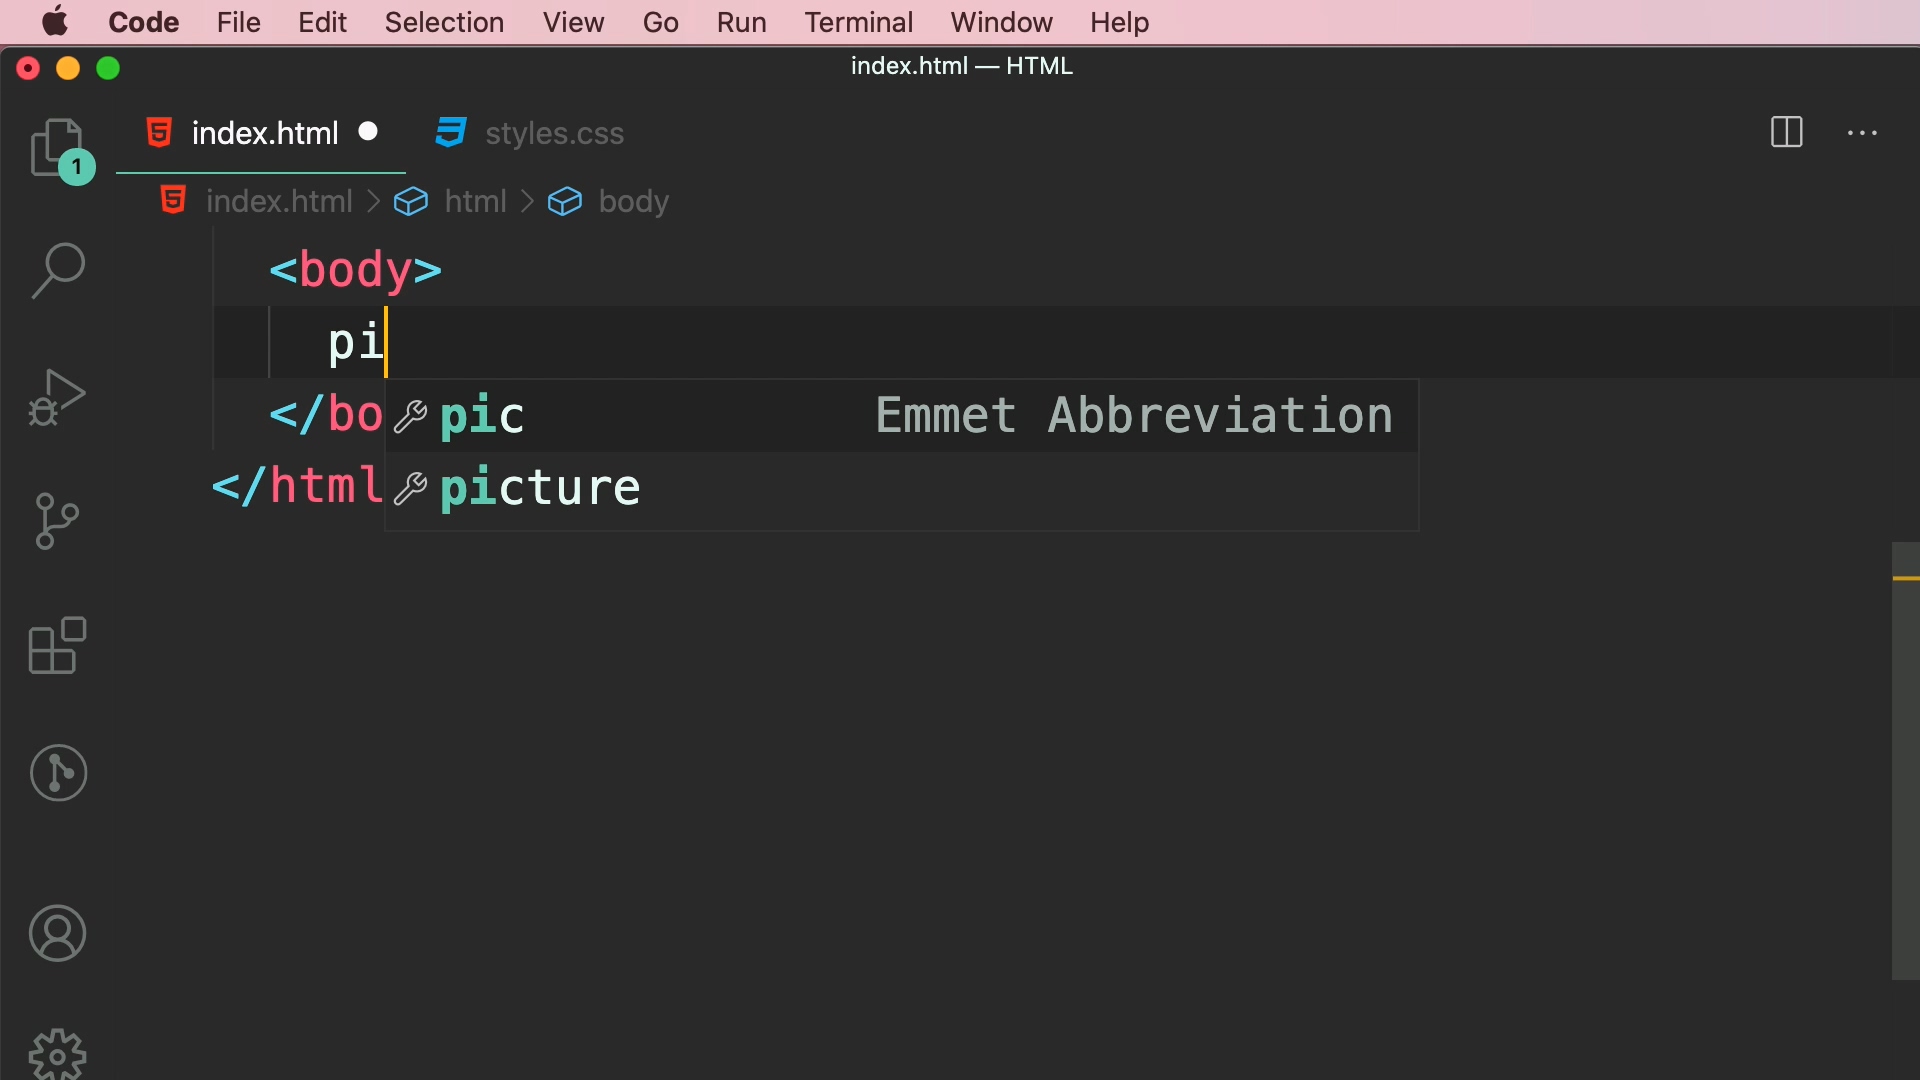 Code File Edit Selection View Go Run Terminal Window Help
index.html — HTML
index.html styles.css
1
index.html > html > body
<body>
pi
</bo
pic Emmet Abbreviation
</html
picture